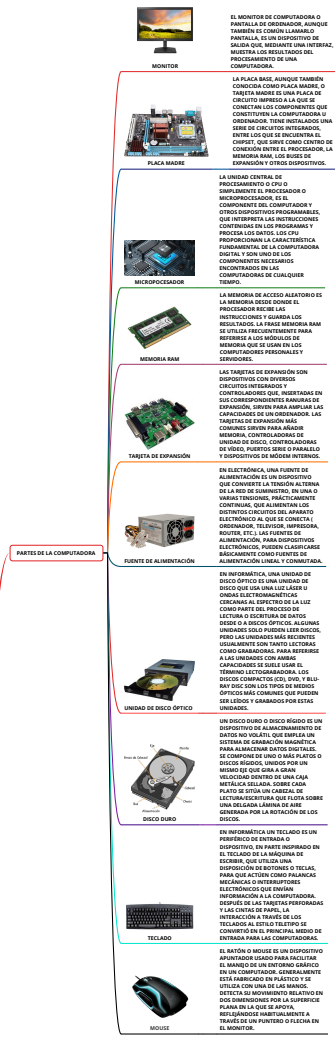 EL MONITOR DE COMPUTADORA O
PANTALLA DE ORDENADOR, AUNQUE
TAMBIÉN ES COMÚN LLAMARLO
PANTALLA, ES UN DISPOSITIVO DE
SALIDA QUE, MEDIANTE UNA INTERFAZ,
MUESTRA LOS RESULTADOS DEL
PROCESAMIENTO DE UNA
COMPUTADORA.
MONITOR
LA PLACA BASE, AUNQUE TAMBIÉN
CONOCIDA COMO PLACA MADRE, O
TARJETA MADRE ES UNA PLACA DE
CIRCUITO IMPRESO A LA QUE SE
CONECTAN LOS COMPONENTES QUE
CONSTITUYEN LA COMPUTADORA U
ORDENADOR. TIENE INSTALADOS UNA
SERIE DE CIRCUITOS INTEGRADOS,
ENTRE LOS QUE SE ENCUENTRA EL
CHIPSET, QUE SIRVE COMO CENTRO DE
CONEXIÓN ENTRE EL PROCESADOR, LA
MEMORIA RAM, LOS BUSES DE
EXPANSIÓN Y OTROS DISPOSITIVOS.
PLACA MADRE
LA UNIDAD CENTRAL DE
PROCESAMIENTO O CPU O
SIMPLEMENTE EL PROCESADOR O
MICROPROCESADOR, ES EL
COMPONENTE DEL COMPUTADOR Y
OTROS DISPOSITIVOS PROGRAMABLES,
QUE INTERPRETA LAS INSTRUCCIONES
CONTENIDAS EN LOS PROGRAMAS Y
PROCESA LOS DATOS. LOS CPU
PROPORCIONAN LA CARACTERÍSTICA
FUNDAMENTAL DE LA COMPUTADORA
DIGITAL Y SON UNO DE LOS
COMPONENTES NECESARIOS
ENCONTRADOS EN LAS
COMPUTADORAS DE CUALQUIER
TIEMPO.
MICROPOCESADOR
LA MEMORIA DE ACCESO ALEATORIO ES
LA MEMORIA DESDE DONDE EL
PROCESADOR RECIBE LAS
INSTRUCCIONES Y GUARDA LOS
RESULTADOS. LA FRASE MEMORIA RAM
SE UTILIZA FRECUENTEMENTE PARA
REFERIRSE A LOS MÓDULOS DE
MEMORIA QUE SE USAN EN LOS
COMPUTADORES PERSONALES Y
SERVIDORES.
MEMORIA RAM
LAS TARJETAS DE EXPANSIÓN SON
DISPOSITIVOS CON DIVERSOS
CIRCUITOS INTEGRADOS Y
CONTROLADORES QUE, INSERTADAS EN
SUS CORRESPONDIENTES RANURAS DE
EXPANSIÓN, SIRVEN PARA AMPLIAR LAS
CAPACIDADES DE UN ORDENADOR. LAS
TARJETAS DE EXPANSIÓN MÁS
COMUNES SIRVEN PARA AÑADIR
MEMORIA, CONTROLADORAS DE
UNIDAD DE DISCO, CONTROLADORAS
DE VÍDEO, PUERTOS SERIE O PARALELO
Y DISPOSITIVOS DE MÓDEM INTERNOS.
TARJETA DE EXPANSIÓN
EN ELECTRÓNICA, UNA FUENTE DE
ALIMENTACIÓN ES UN DISPOSITIVO
QUE CONVIERTE LA TENSIÓN ALTERNA
DE LA RED DE SUMINISTRO, EN UNA O
VARIAS TENSIONES, PRÁCTICAMENTE
CONTINUAS, QUE ALIMENTAN LOS
DISTINTOS CIRCUITOS DEL APARATO
ELECTRÓNICO AL QUE SE CONECTA (
ORDENADOR, TELEVISOR, IMPRESORA,
ROUTER, ETC.). LAS FUENTES DE
ALIMENTACIÓN, PARA DISPOSITIVOS
ELECTRÓNICOS, PUEDEN CLASIFICARSE
BÁSICAMENTE COMO FUENTES DE
ALIMENTACIÓN LINEAL Y CONMUTADA.
FUENTE DE ALIMENTACIÓN
PARTES DE LA COMPUTADORA
EN INFORMÁTICA, UNA UNIDAD DE
DISCO ÓPTICO ES UNA UNIDAD DE
DISCO QUE USA UNA LUZ LÁSER U
ONDAS ELECTROMAGNÉTICAS
CERCANAS AL ESPECTRO DE LA LUZ
COMO PARTE DEL PROCESO DE
LECTURA O ESCRITURA DE DATOS
DESDE O A DISCOS ÓPTICOS. ALGUNAS
UNIDADES SOLO PUEDEN LEER DISCOS,
PERO LAS UNIDADES MÁS RECIENTES
USUALMENTE SON TANTO LECTORAS
COMO GRABADORAS. PARA REFERIRSE
A LAS UNIDADES CON AMBAS
CAPACIDADES SE SUELE USAR EL
TÉRMINO LECTOGRABADORA. LOS
DISCOS COMPACTOS (CD), DVD, Y BLU-
RAY DISC SON LOS TIPOS DE MEDIOS
ÓPTICOS MÁS COMUNES QUE PUEDEN
SER LEÍDOS Y GRABADOS POR ESTAS
UNIDADES.
UNIDAD DE DISCO ÓPTICO
UN DISCO DURO O DISCO RÍGIDO ES UN
DISPOSITIVO DE ALMACENAMIENTO DE
DATOS NO VOLÁTIL QUE EMPLEA UN
SISTEMA DE GRABACIÓN MAGNÉTICA
PARA ALMACENAR DATOS DIGITALES.
SE COMPONE DE UNO O MÁS PLATOS O
DISCOS RÍGIDOS, UNIDOS POR UN
MISMO EJE QUE GIRA A GRAN
VELOCIDAD DENTRO DE UNA CAJA
METÁLICA SELLADA. SOBRE CADA
PLATO SE SITÚA UN CABEZAL DE
LECTURA/ESCRITURA QUE FLOTA SOBRE
UNA DELGADA LÁMINA DE AIRE
GENERADA POR LA ROTACIÓN DE LOS
DISCOS.
Eje
DISCO DURO
EN INFORMÁTICA UN TECLADO ES UN
PERIFÉRICO DE ENTRADA O
DISPOSITIVO, EN PARTE INSPIRADO EN
EL TECLADO DE LA MÁQUINA DE
ESCRIBIR, QUE UTILIZA UNA
DISPOSICIÓN DE BOTONES O TECLAS,
PARA QUE ACTÚEN COMO PALANCAS
MECÁNICAS O INTERRUPTORES
ELECTRÓNICOS QUE ENVÍAN
INFORMACIÓN A LA COMPUTADORA.
DESPUÉS DE LAS TARJETAS PERFORADAS
Y LAS CINTAS DE PAPEL, LA
INTERACCIÓN A TRAVÉS DE LOS
TECLADOS AL ESTILO TELETIPO SE
CONVIRTIÓ EN EL PRINCIPAL MEDIO DE
ENTRADA PARA LAS COMPUTADORAS.
TECLADO
EL RATÓN O MOUSE ES UN DISPOSITIVO
APUNTADOR USADO PARA FACILITAR
EL MANEJO DE UN ENTORNO GRÁFICO
EN UN COMPUTADOR. GENERALMENTE
ESTÁ FABRICADO EN PLÁSTICO Y SE
UTILIZA CON UNA DE LAS MANOS.
DETECTA SU MOVIMIENTO RELATIVO EN
DOS DIMENSIONES POR LA SUPERFICIE
PLANA EN LA QUE SE APOYA,
REFLEJÁNDOSE HABITUALMENTE A
TRAVÉS DE UN PUNTERO O FLECHA EN
EL MONITOR.
MOUSE